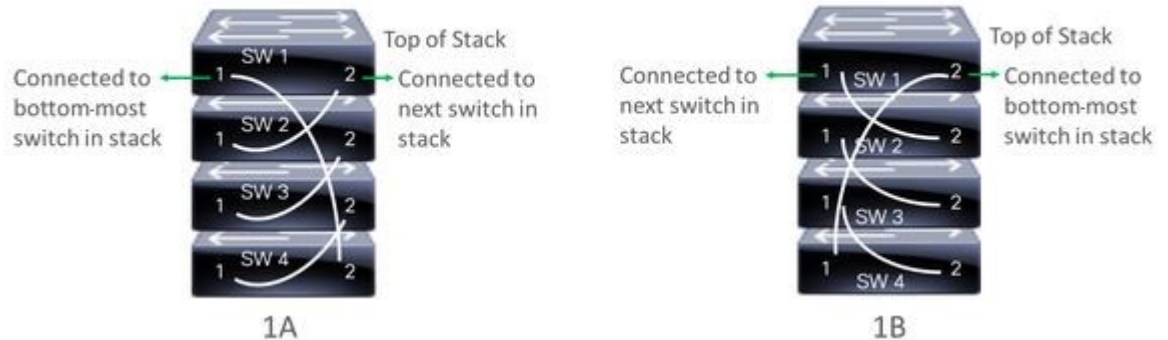 SW 1
Top of Stack
1
2
Connected to
bottom-most
switch in stack
Connected to
next switch in
stack
SW 2
1
2
SW 3
1
2
SW 4
1
2
1A
Top of Stack
1
2
SW 1
Connected to
next switch in
stack
Connected to
bottom-most
switch in stack
1
2
SW 2
1
2
SW 3
1
2
SW 4
1B